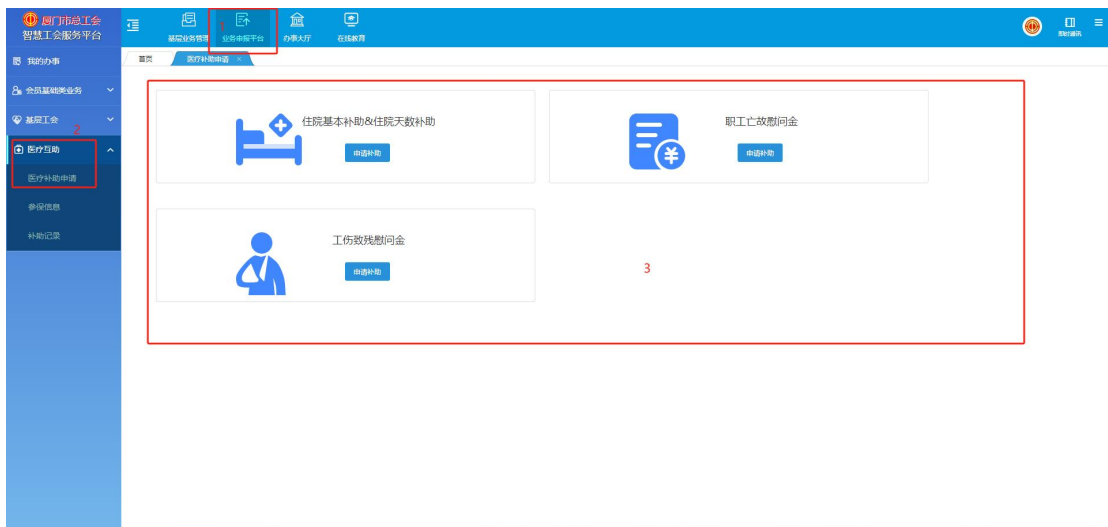 厦门市总工会
智慧工会服务平台
基层业务管理
1
业务申报平台
办事大厅
在线教育
即时通讯
我的办事
会员基础类业务
基层工会
2
医疗互助
医疗补助申请
参保信息
补助记录
首页
医疗补助申请 ×
住院基本补助&住院天数补助
申请补助
职工亡故慰问金
申请补助
工伤致残慰问金
申请补助
3